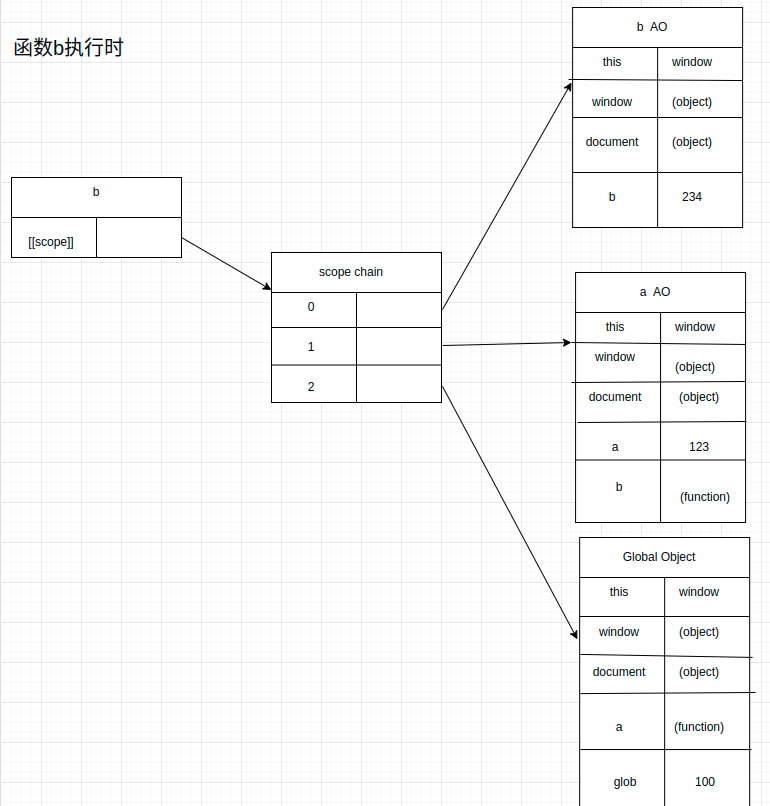 函数b执行时
b
[[scope]]
scope chain
0
1
2
b AO
this window
window (object)
document (object)
b 234
a AO
this window
window (object)
document (object)
a 123
b (function)
Global Object
this window
window (object)
document (object)
a (function)
glob 100